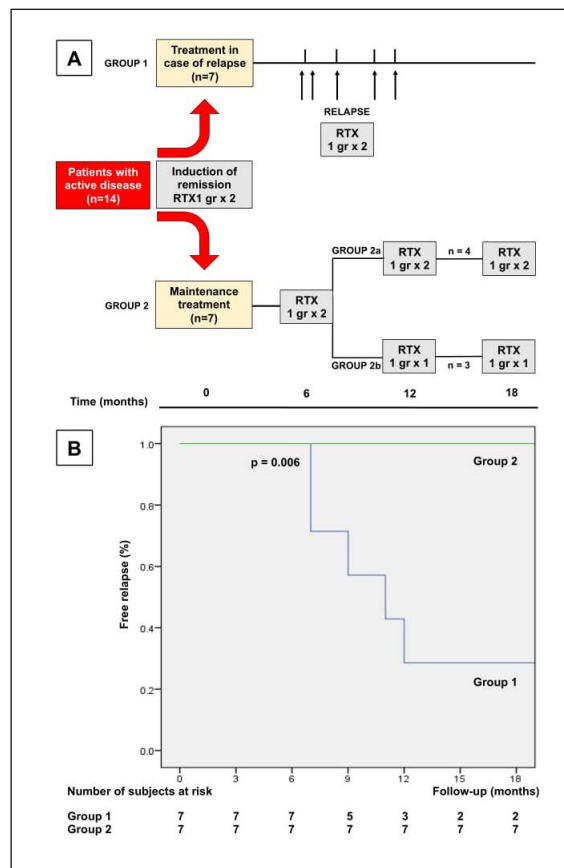 A
GROUP 1
Treatment in
case of relapse
(n=7)
RELAPSE
RTX
1 gr x 2
Patients with
active disease
(n=14)
Induction of
remission
RTX1 gr x 2
GROUP 2
Maintenance
treatment
(n=7)
RTX
1 gr x 2
GROUP 2a
RTX
1 gr x 2
n = 4
RTX
1 gr x 2
GROUP 2b
RTX
1 gr x 1
n = 3
RTX
1 gr x 1
Time (months) 0 6 12 18
B
p = 0.006
Group 2
Group 1
Free relapse (%)
1.0
0.8
0.6
0.4
0.2
0.0
0 3 6 9 12 15 18
Number of subjects at risk Follow-up (months)
Group 1 7 7 7 5 3 2 2
Group 2 7 7 7 7 7 7 7